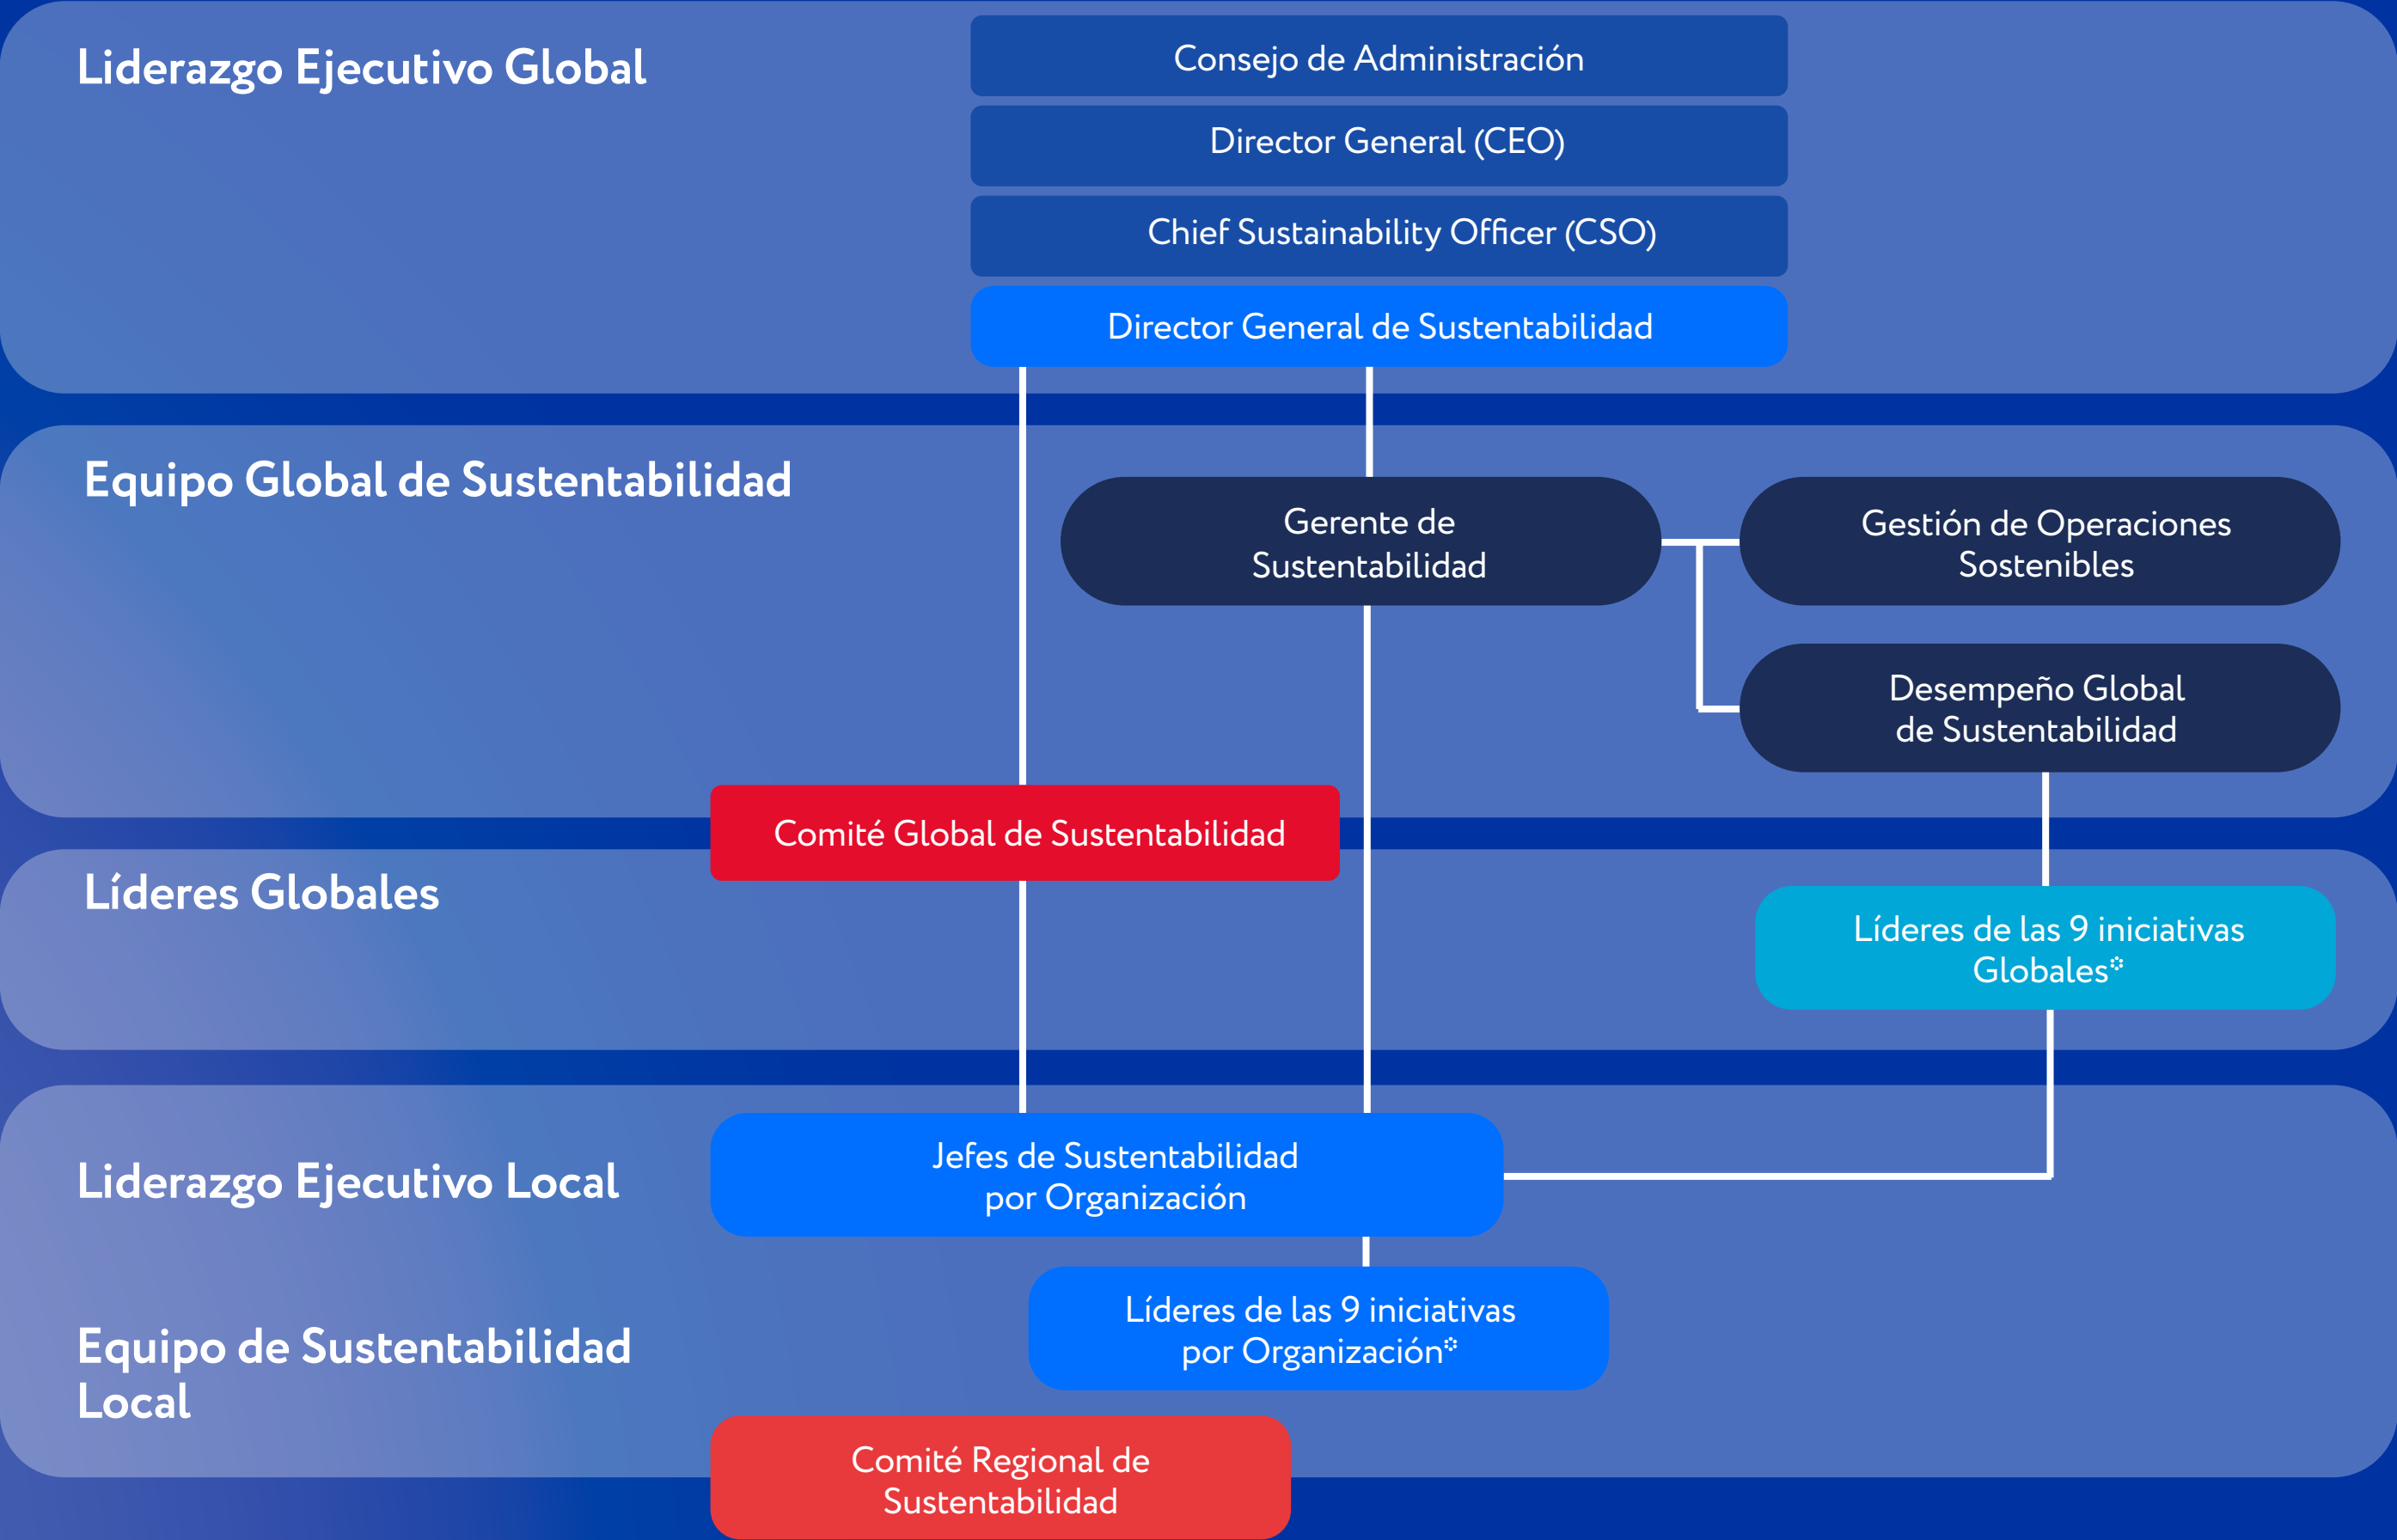 Liderazgo Ejecutivo Global
Consejo de Administración
Director General (CEO)
Chief Sustainability Officer (CSO)
Director General de Sustentabilidad
Equipo Global de Sustentabilidad
Gerente de
Sustentabilidad
Gestión de Operaciones
Sostenibles
Desempeño Global
de Sustentabilidad
Comité Global de Sustentabilidad
Líderes Globales
Líderes de las 9 iniciativas
Globales*
Liderazgo Ejecutivo Local
Jefes de Sustentabilidad
por Organización
Líderes de las 9 iniciativas
por Organización*
Equipo de Sustentabilidad
Local
Comité Regional de
Sustentabilidad